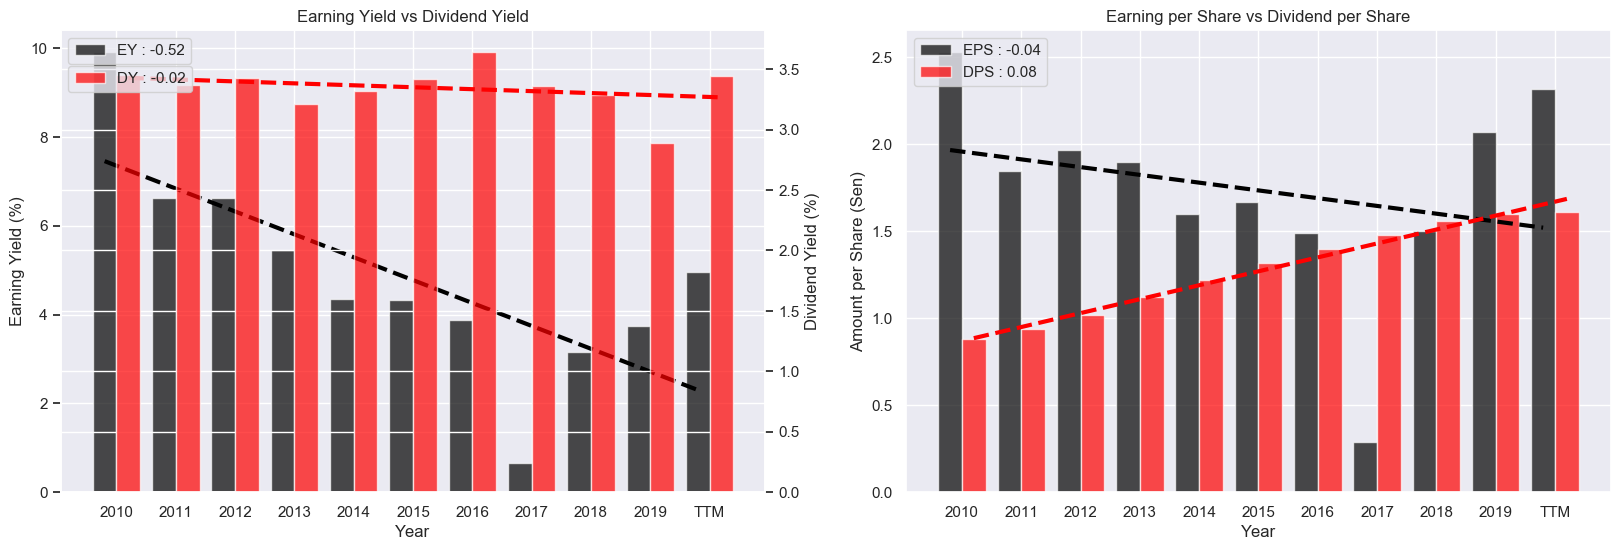 Earning Yield vs Dividend Yield
EY : -0.52
DY : -0.02
Earning Yield (%)
10
8
6
4
2
0
Dividend Yield (%)
3.5
3.0
2.5
2.0
1.5
1.0
0.5
0.0
2010 2011 2012 2013 2014 2015 2016 2017 2018 2019 TTM
Year
Earning per Share vs Dividend per Share
EPS : -0.04
DPS : 0.08
Amount per Share (Sen)
2.5
2.0
1.5
1.0
0.5
0.0
2010 2011 2012 2013 2014 2015 2016 2017 2018 2019 TTM
Year